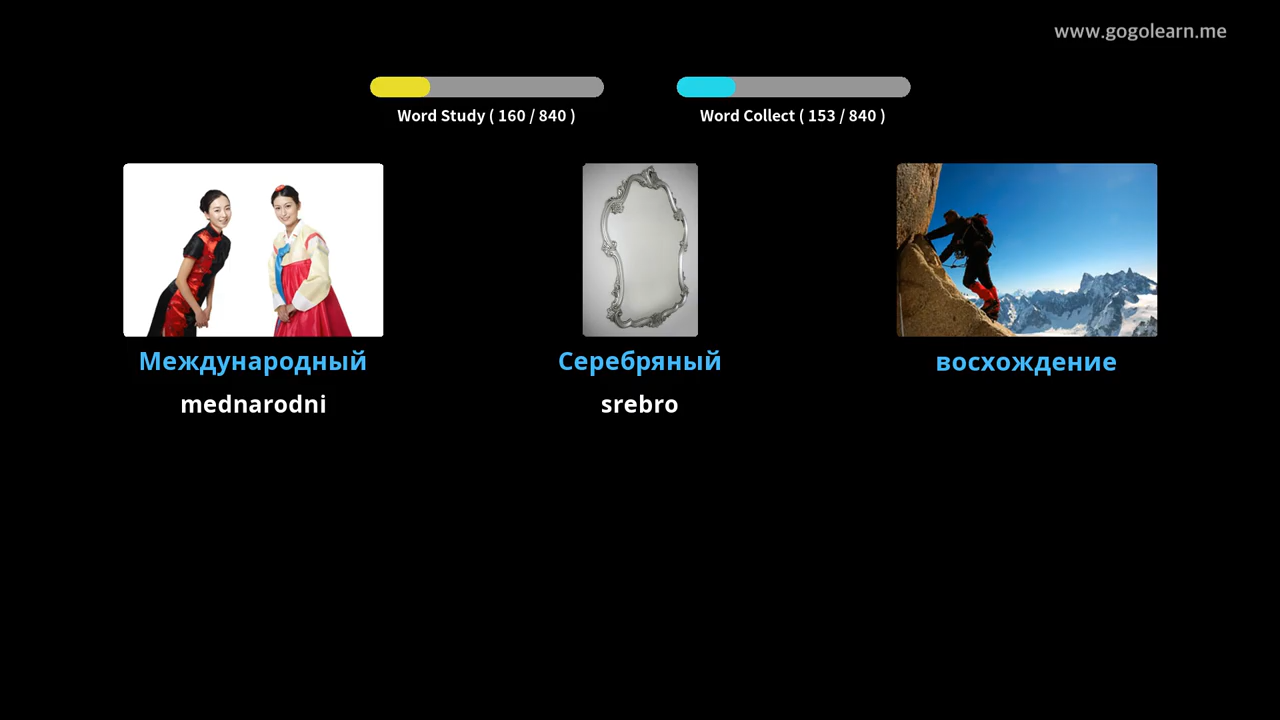 www.gogolearn.me
Word Study ( 160 / 840 )
Word Collect ( 153 / 840 )
Международный
Серебряный
восхождение
mednarodni
srebro